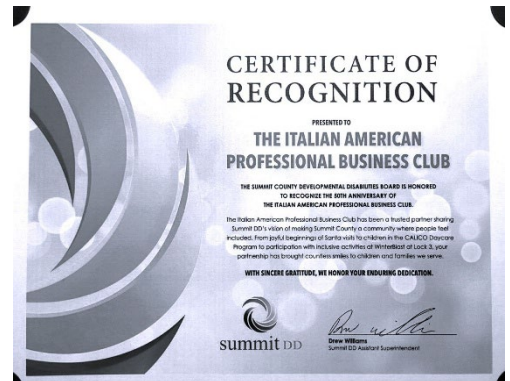 CERTIFICATE OF
RECOGNITION
PRESENTED TO
THE ITALIAN AMERICAN
PROFESSIONAL BUSINESS CLUB
THE SUMMIT COUNTY DEVELOPMENTAL DISABILITIES BOARD IS HONORED
TO RECOGNIZE THE 50TH ANNIVERSARY OF
THE ITALIAN AMERICAN PROFESSIONAL BUSINESS CLUB.
The Italian American Professional Business Club has been a trusted partner sharing
Summit DD's vision of making Summit County a community where people feel
included. From joyful beginnings of Santa visits to children in the CALICO Daycare
Program to participation with inclusive activities at WinterBlast at Lock 3, your
partnership has brought countless smiles to children and families we serve.
WITH SINCERE GRATITUDE, WE HONOR YOUR ENDURING DEDICATION.
summit DD
Drew Williams
Summit DD Assistant Superintendent